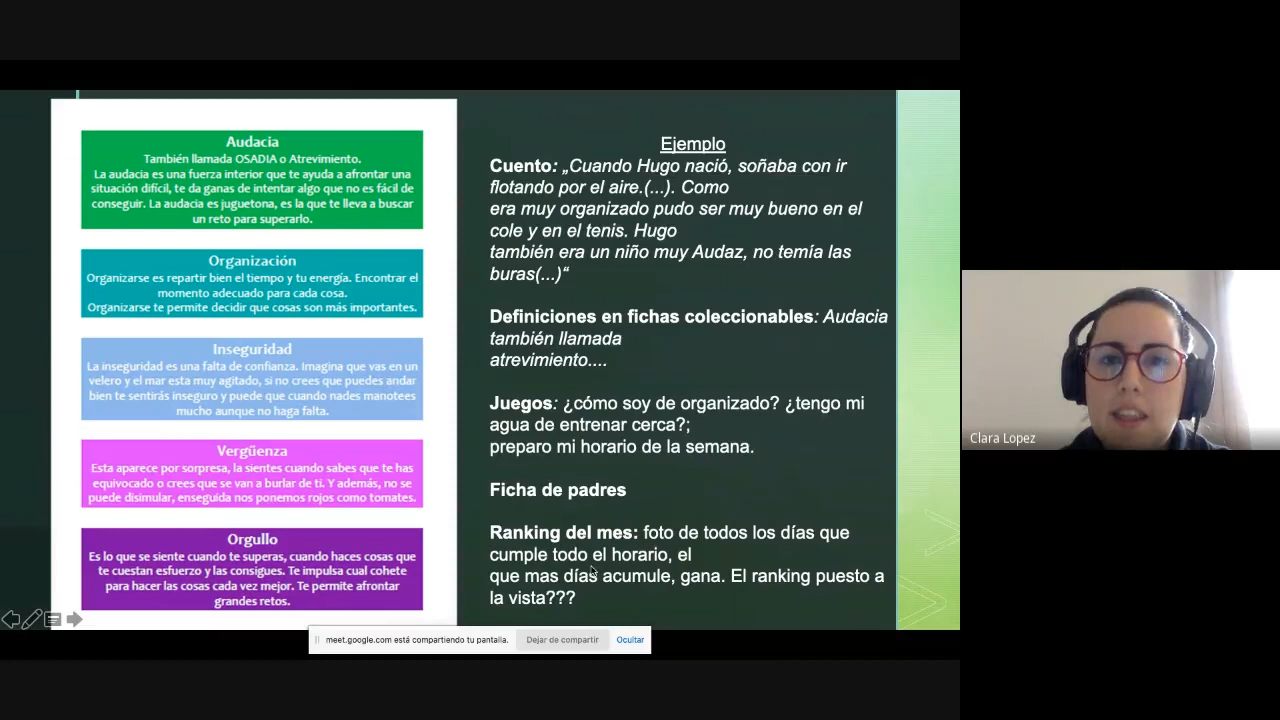 Audacia
También llamada OSADIA o Atrevimiento.
La audacia es una fuerza interior que te ayuda a afrontar una
situación difícil, te da ganas de intentar algo que no es fácil de
conseguir. La audacia es juguetona, es la que te lleva a buscar
un reto para superarlo.
Organización
Organizarse es repartir bien el tiempo y tu energía. Encontrar el
momento adecuado para cada cosa.
Organizarse te permite decidir que cosas son más importantes.
Inseguridad
La inseguridad es una falta de confianza. Imagina que vas en un
velero y el mar esta muy agitado, si no crees que puedes andar
bien te sentirás inseguro y puede que cuando nades manotees
mucho aunque no haga falta.
Vergüenza
Esta aparece por sorpresa, la sientes cuando sabes que te has
equivocado o crees que se van a burlar de ti. Y además, no se
puede disimular, enseguida nos ponemos rojos como tomates.
Orgullo
Es lo que se siente cuando te superas, cuando haces cosas que
te cuestan esfuerzo y las consigues. Te impulsa cual cohete
para hacer las cosas cada vez mejor. Te permite afrontar
grandes retos.
Ejemplo
Cuento: „Cuando Hugo nació, soñaba con ir
flotando por el aire.(...). Como
era muy organizado pudo ser muy bueno en el
cole y en el tenis. Hugo
también era un niño muy Audaz, no temía las
buras(...)“
Definiciones en fichas coleccionables: Audacia
también llamada
atrevimiento....
Juegos: ¿cómo soy de organizado? ¿tengo mi
agua de entrenar cerca?;
preparo mi horario de la semana.
Ficha de padres
Ranking del mes: foto de todos los días que
cumple todo el horario, el
que mas días acumule, gana. El ranking puesto a
la vista???
meet.google.com está compartiendo tu pantalla.
Dejar de compartir
Ocultar
Clara Lopez